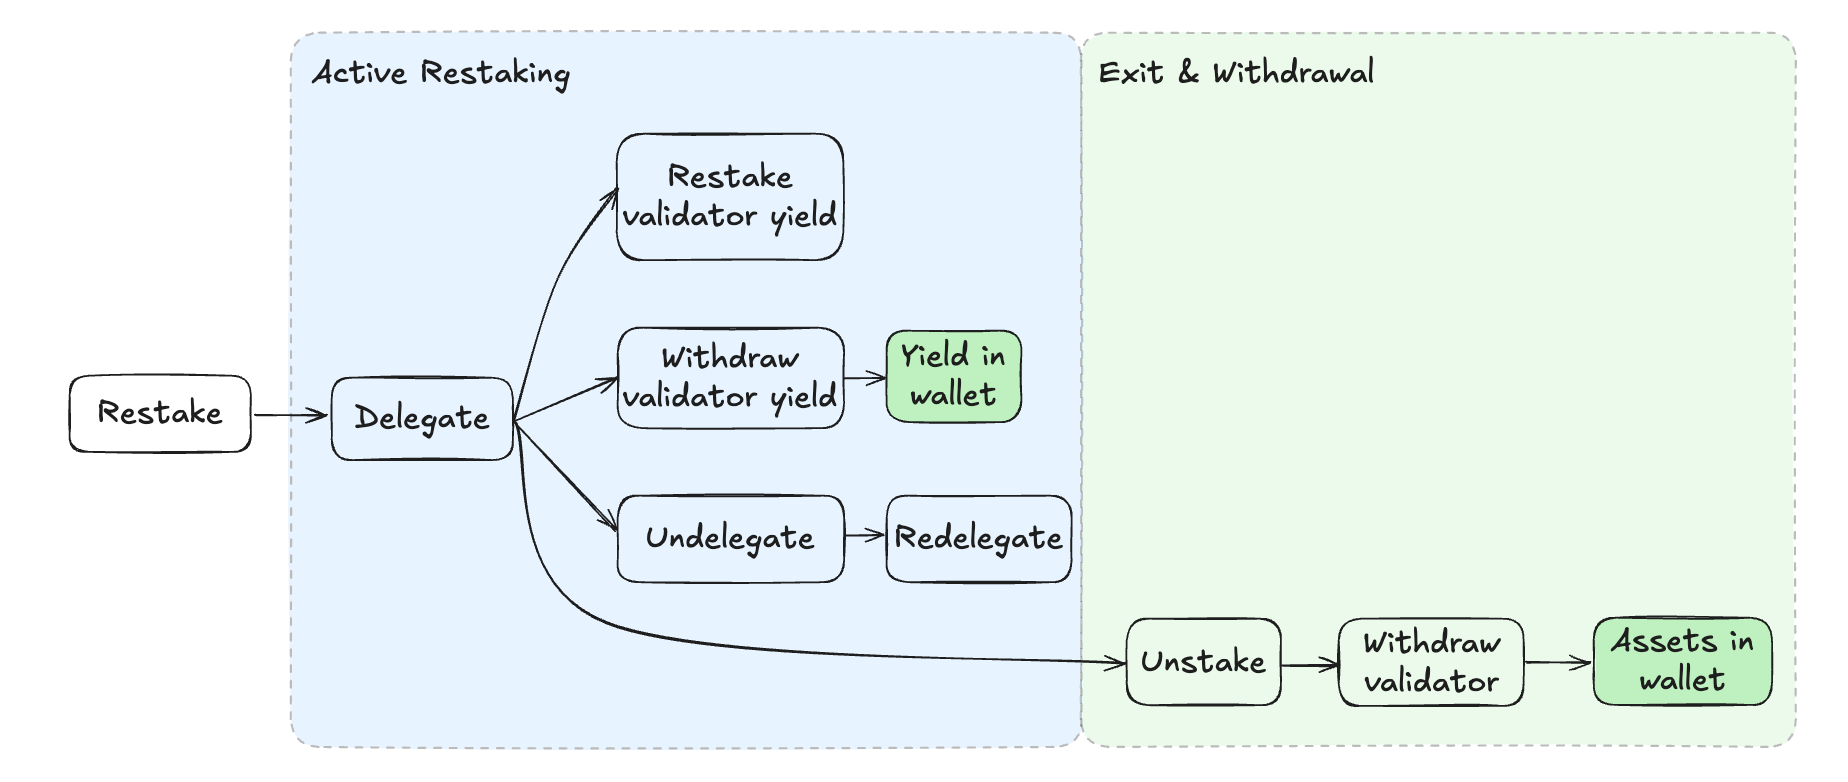 Active Restaking
Exit & Withdrawal
Restake
validator yield
Withdraw
validator yield
Yield in
wallet
Restake
Delegate
Undelegate
Redelegate
Unstake
Withdraw
validator
Assets in
wallet